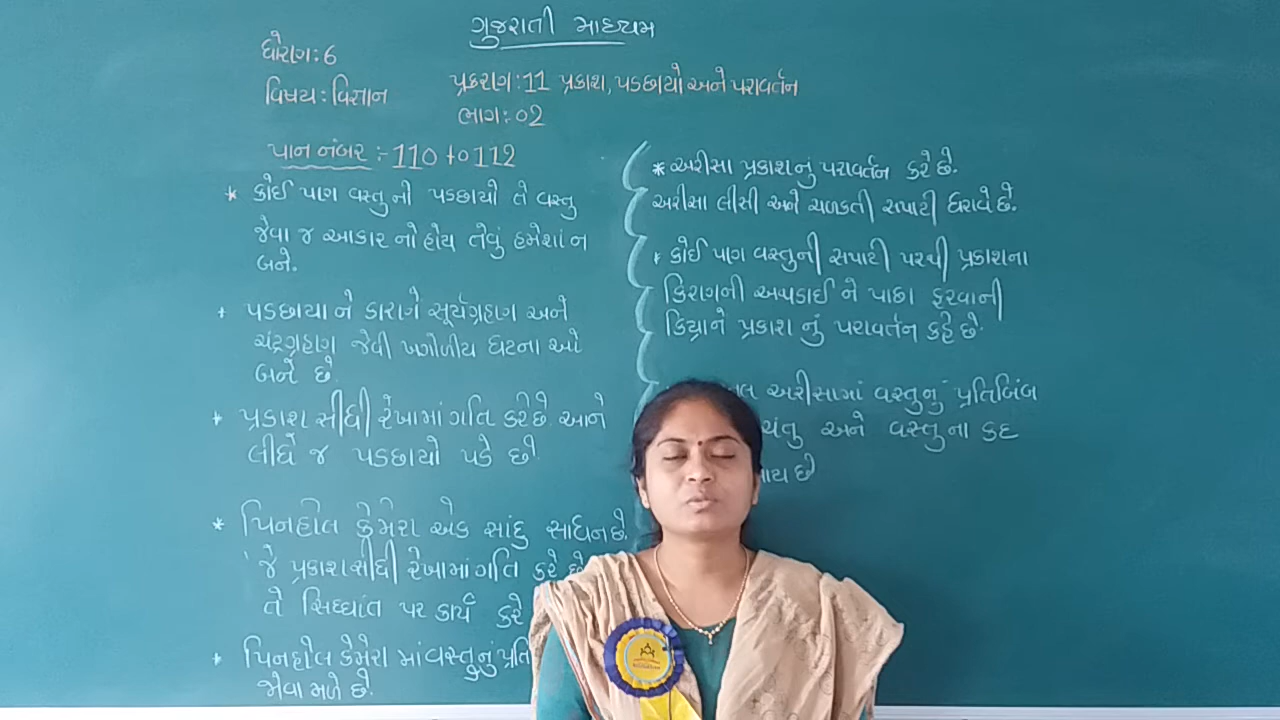 ગુજરાતી માધ્યમ
ધોરણ : 6
વિષય : વિજ્ઞાન
પ્રકરણ : 11 પ્રકાશ, પડછાયો અને પરાવર્તન
ભાગ : 02
પાન નંબર :- 110 to 112
* કોઈ પણ વસ્તુ નો પડછાયો તે વસ્તુ
જેવા જ આકાર નો હોય તેવું હમેશાં ન
બને.
* પડછાયા ને કારણે સૂર્યગ્રહણ અને
ચંદ્રગ્રહણ જેવી ખગોળીય ઘટના ઓ
બને છે.
* પ્રકાશ સીધી રેખામાં ગતિ કરે છે આને
લીધે જ પડછાયો પડે છે
* પિનહોલ કેમેરા એક સાદું સાધન છે.
જે પ્રકાશ સીધી રેખામાં ગતિ કરે છે
તે સિધ્ધાંત પર કાર્ય કરે
* પિનહોલ કેમેરા માં વસ્તુનું પ્રતિ
જોવા મળે છે.
* અરીસા પ્રકાશનું પરાવર્તન કરે છે.
અરીસા લીસી અને ચળકતી સપાટી ધરાવે છે.
* કોઈ પણ વસ્તુની સપાટી પરથી પ્રકાશના
કિરણની અથડાઈ ને પાછા ફરવાની
ક્રિયાને પ્રકાશ નું પરાવર્તન કહે છે.
અરીસામાં વસ્તુનું પ્રતિબિંબ
અને વસ્તુના કદ
છે